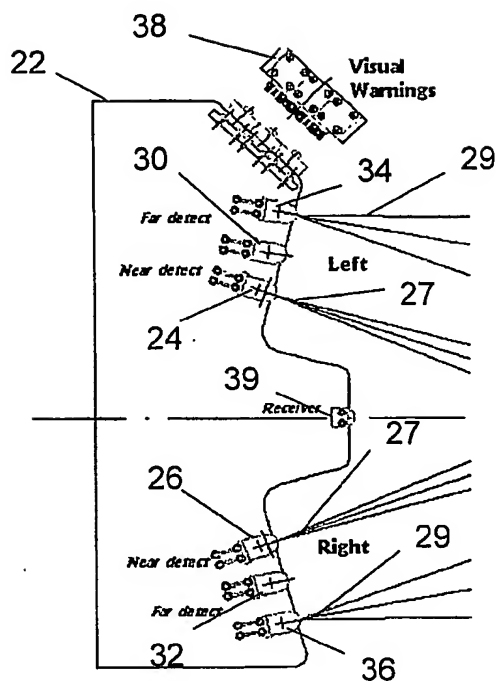 38
22
Visual
Warnings
30
34
29
Far detect
Left
Near detect
27
24
39
Receiver
27
26
Right
29
Near detect
Far detect
32
36